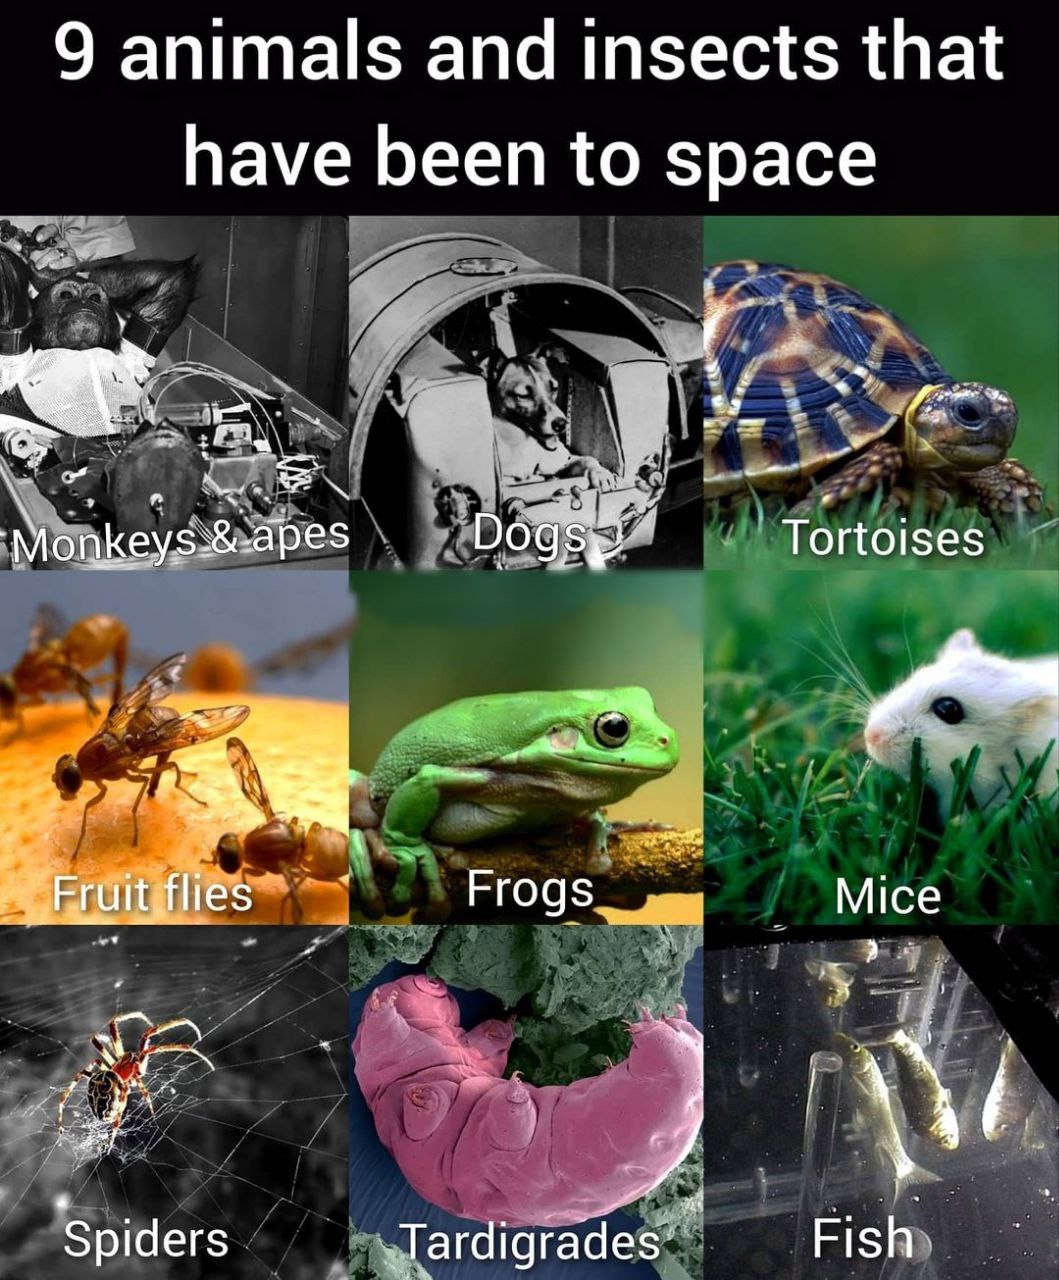 9 animals and insects that
have been to space
Monkeys & apes
Dogs
Tortoises
Fruit flies
Frogs
Mice
Spiders
Tardigrades
Fish